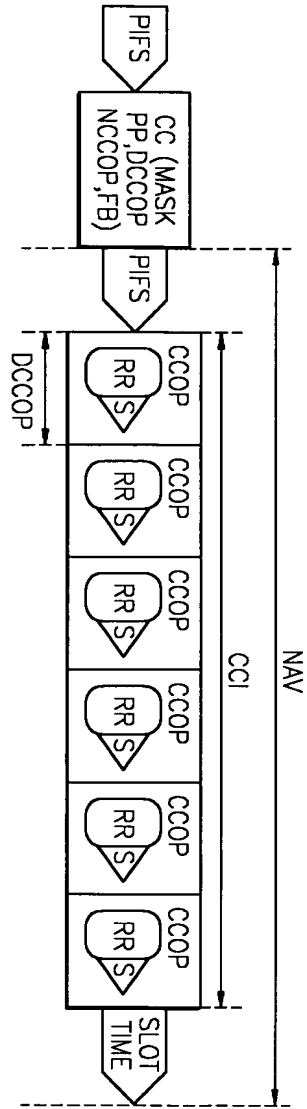 PIFS
CC (MASK
PP,DCCOP
NCCOP,FB)
PIFS
NAV
CCI
CCOP
RR
S
CCOP
RR
S
CCOP
RR
S
CCOP
RR
S
CCOP
RR
S
CCOP
RR
S
DCCOP
SLOT
TIME